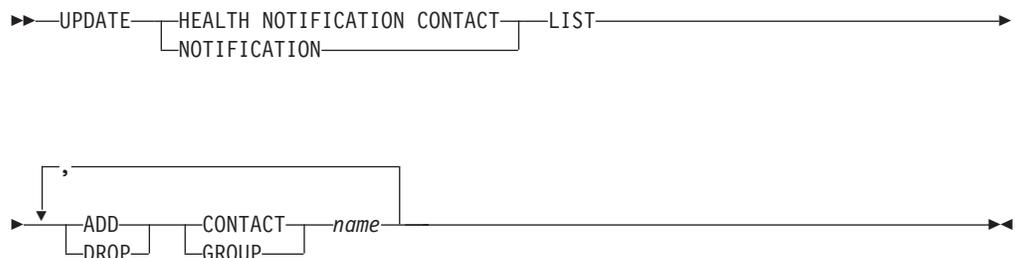 UPDATE HEALTH NOTIFICATION CONTACT LIST
NOTIFICATION
,
ADD CONTACT name
DROP GROUP